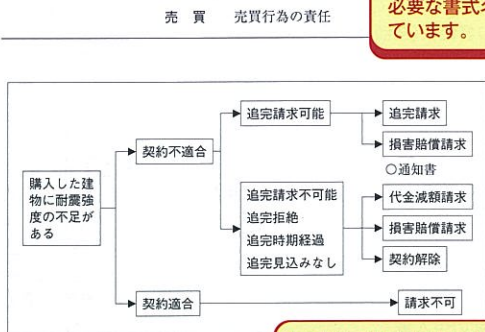 売買 売買行為の責任
必要な書式
ています。
追完請求可能
追完請求
契約不適合
損害賠償請求
○通知書
購入した建
物に耐震強
度の不足が
ある
追完請求不可能
追完拒絶
追完時期経過
追完見込みなし
代金減額請求
損害賠償請求
契約解除
契約適合
請求不可